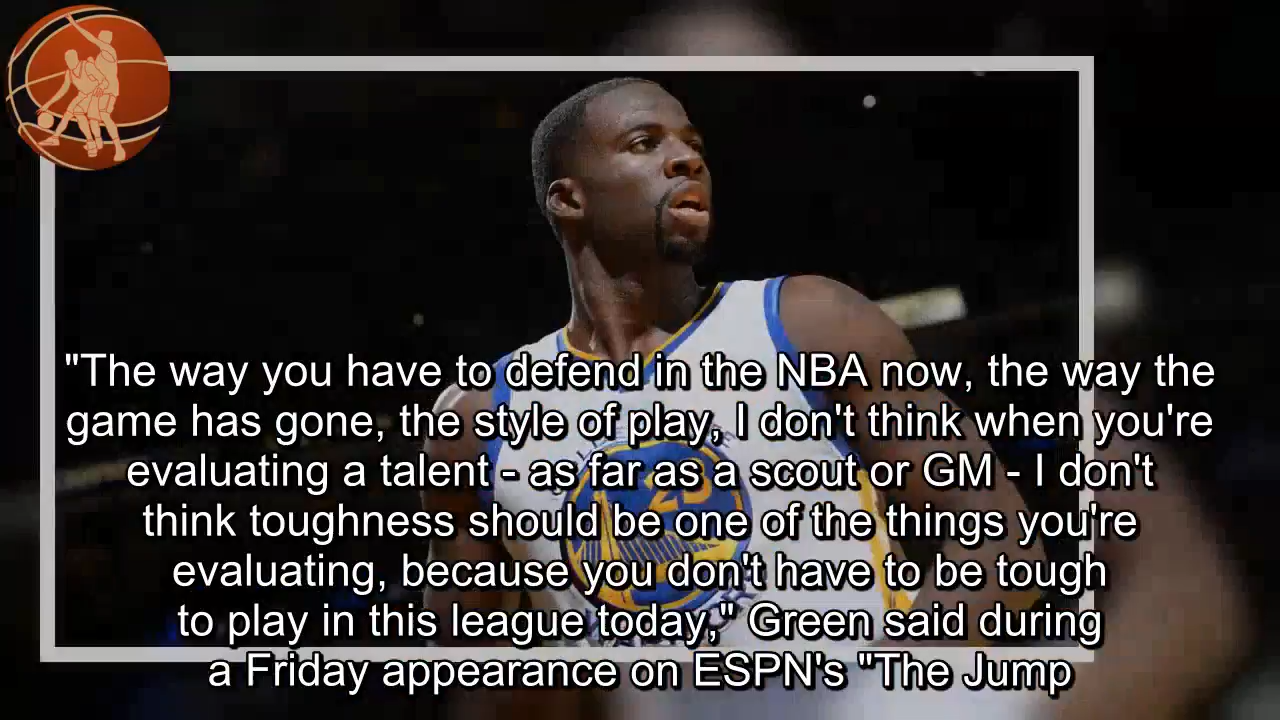 "The way you have to defend in the NBA now, the way the
game has gone, the style of play, I don't think when you're
evaluating a talent - as far as a scout or GM - I don't
think toughness should be one of the things you're
evaluating, because you don't have to be tough
to play in this league today," Green said during
a Friday appearance on ESPN's "The Jump